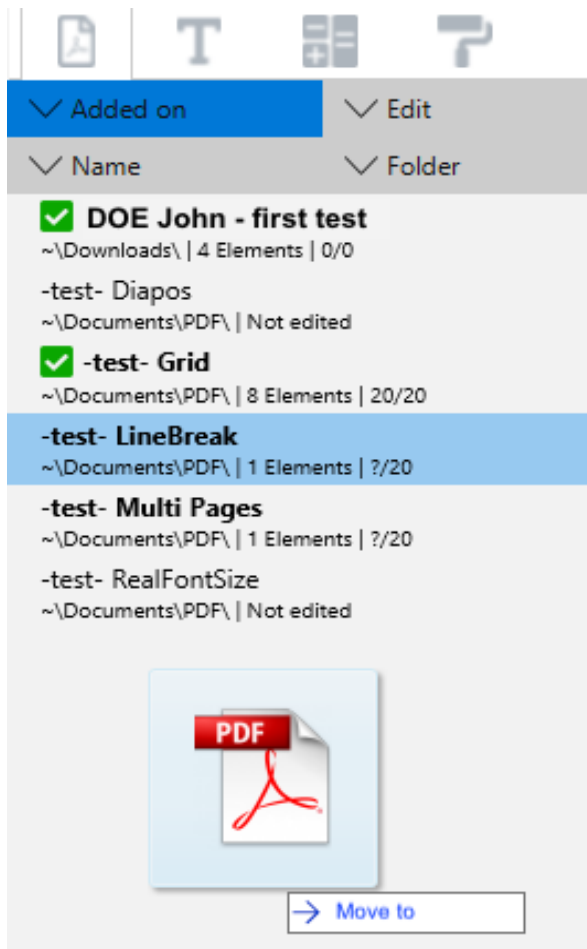 T
Added on
Edit
Name
Folder
DOE John - first test
~\Downloads\ | 4 Elements | 0/0
-test- Diapos
~\Documents\PDF\ | Not edited
-test- Grid
~\Documents\PDF\ | 8 Elements | 20/20
-test- LineBreak
~\Documents\PDF\ | 1 Elements | ?/20
-test- Multi Pages
~\Documents\PDF\ | 1 Elements | ?/20
-test- RealFontSize
~\Documents\PDF\ | Not edited
PDF
Move to